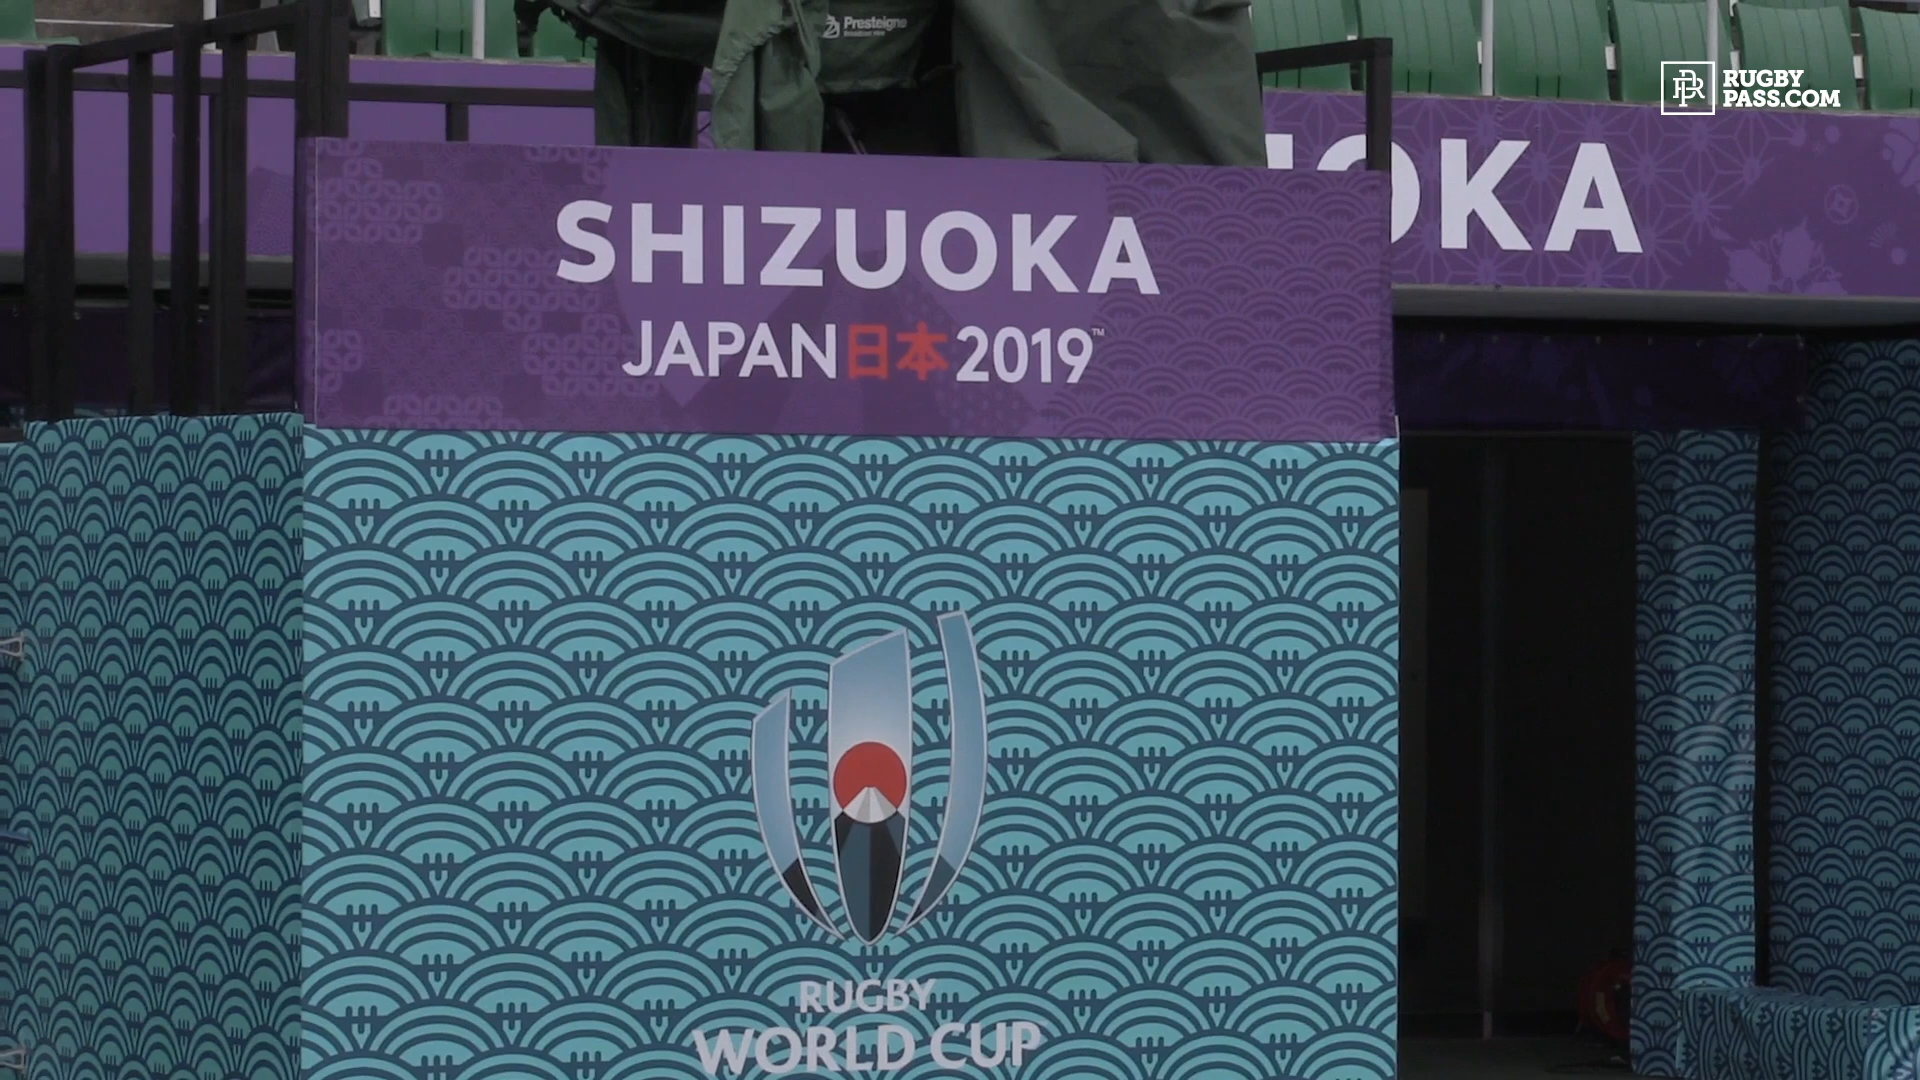 Presteigne
RUGBY
PASS.COM
OKA
SHIZUOKA
JAPAN日本2019™
RUGBY
WORLD CUP